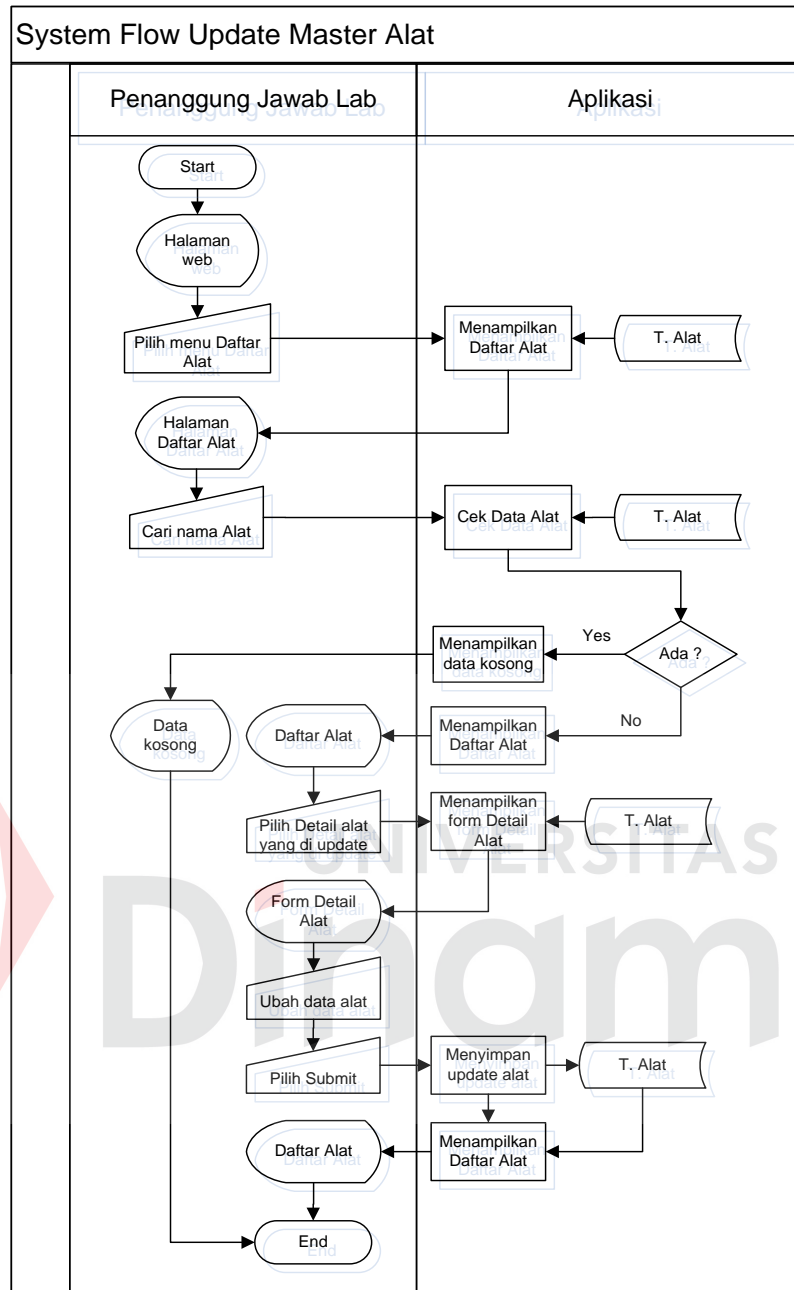 System Flow Update Master Alat
Penanggung Jawab Lab
Aplikasi
Start
Halaman
web
Pilih menu Daftar
Alat
Menampilkan
Daftar Alat
T. Alat
Halaman
Daftar Alat
Cari nama Alat
Cek Data Alat
T. Alat
Ada ?
Yes
Menampilkan
data kosong
Data
kosong
No
Menampilkan
Daftar Alat
Daftar Alat
Pilih Detail alat
yang di update
Menampilkan
form Detail
Alat
T. Alat
UNIVERSITAS
Dinam
Form Detail
Alat
Ubah data alat
Pilih Submit
Menyimpan
update alat
T. Alat
Menampilkan
Daftar Alat
Daftar Alat
End